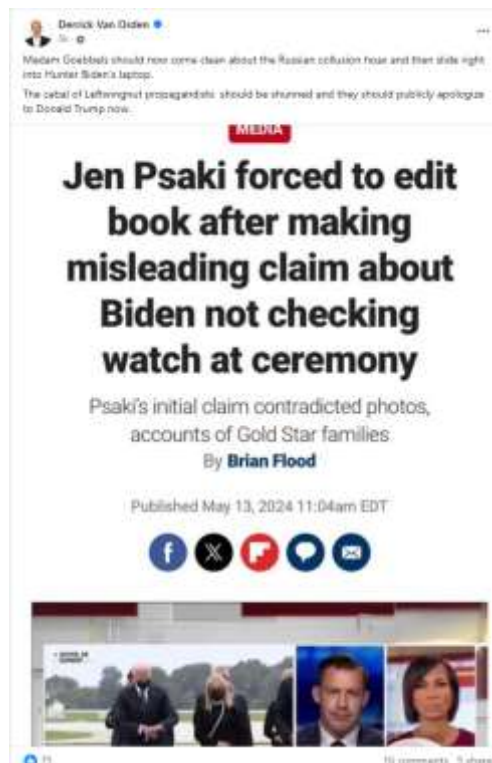 Derrick Van Orden
Madam Goebbels should now come clean about the Russian collusion hoax and then slide right
into Hunter Biden's laptop.
The cabal of Leftwingnut propagandists should be shunned and they should publicly apologize
to Donald Trump now.
MEDIA
Jen Psaki forced to edit
book after making
misleading claim about
Biden not checking
watch at ceremony
Psaki's initial claim contradicted photos,
accounts of Gold Star families
By Brian Flood
Published May 13, 2024 11:04am EDT
comments